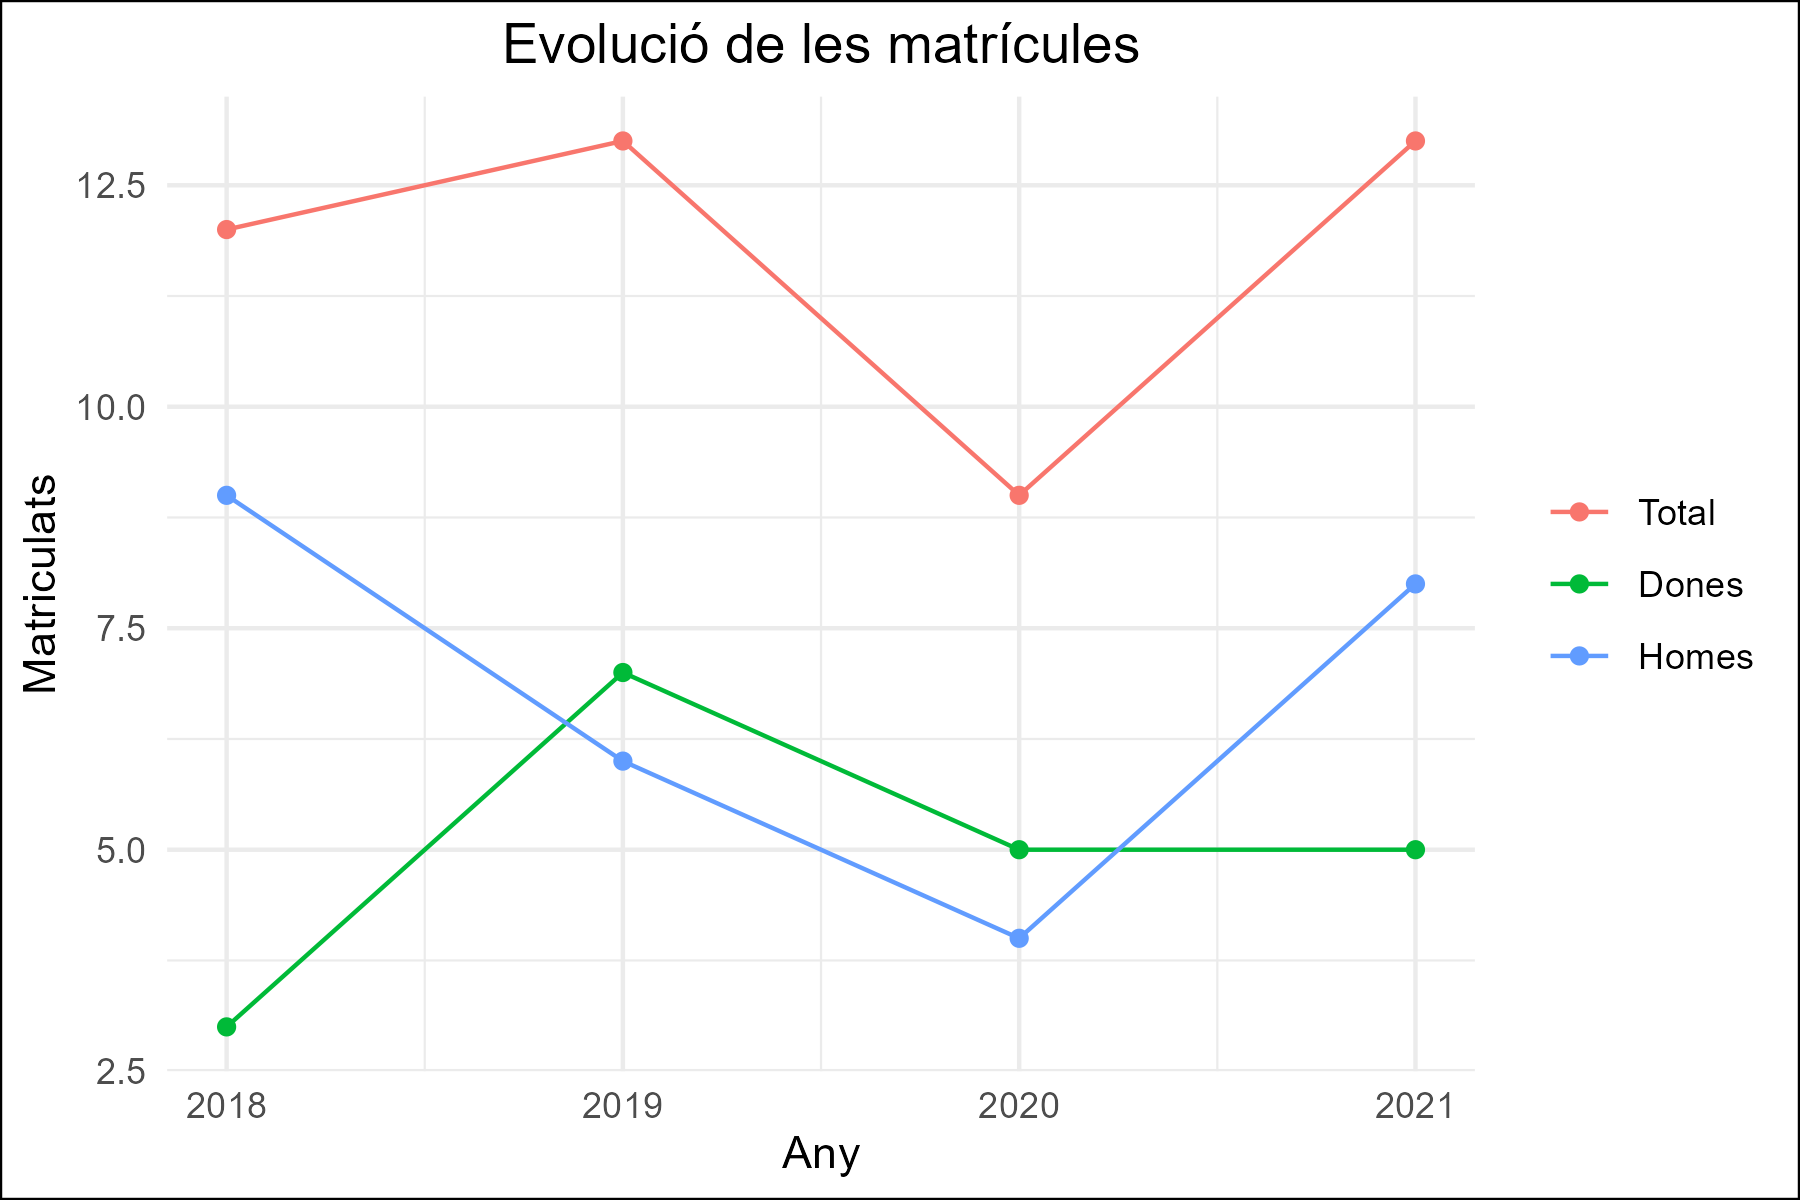 Evolució de les matrícules
Matriculats
12.5
10.0
7.5
5.0
2.5
2018 2019 2020 2021
Any
Total
Dones
Homes